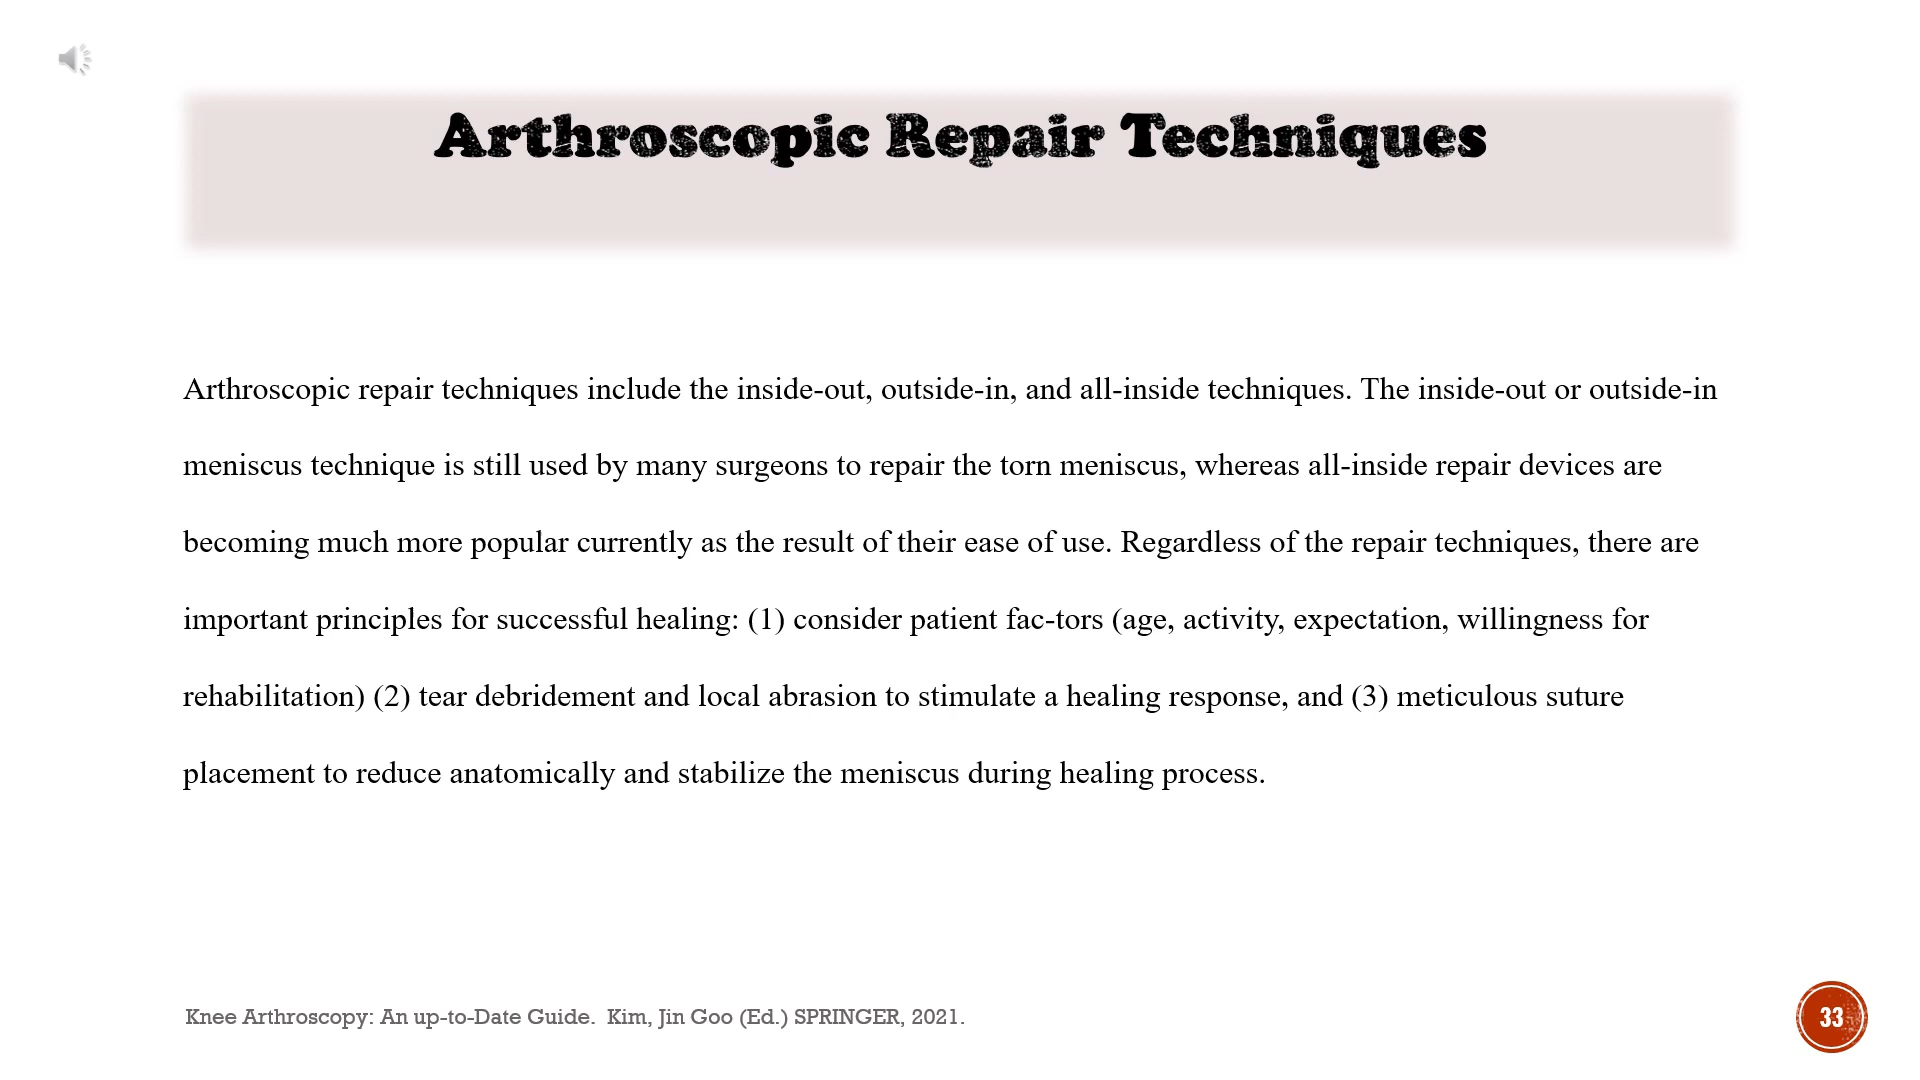 Arthroscopic Repair Techniques
Arthroscopic repair techniques include the inside-out, outside-in, and all-inside techniques. The inside-out or outside-in
meniscus technique is still used by many surgeons to repair the torn meniscus, whereas all-inside repair devices are
becoming much more popular currently as the result of their ease of use. Regardless of the repair techniques, there are
important principles for successful healing: (1) consider patient fac-tors (age, activity, expectation, willingness for
rehabilitation) (2) tear debridement and local abrasion to stimulate a healing response, and (3) meticulous suture
placement to reduce anatomically and stabilize the meniscus during healing process.
Knee Arthroscopy: An up-to-Date Guide.  Kim, Jin Goo (Ed.) SPRINGER, 2021.
33